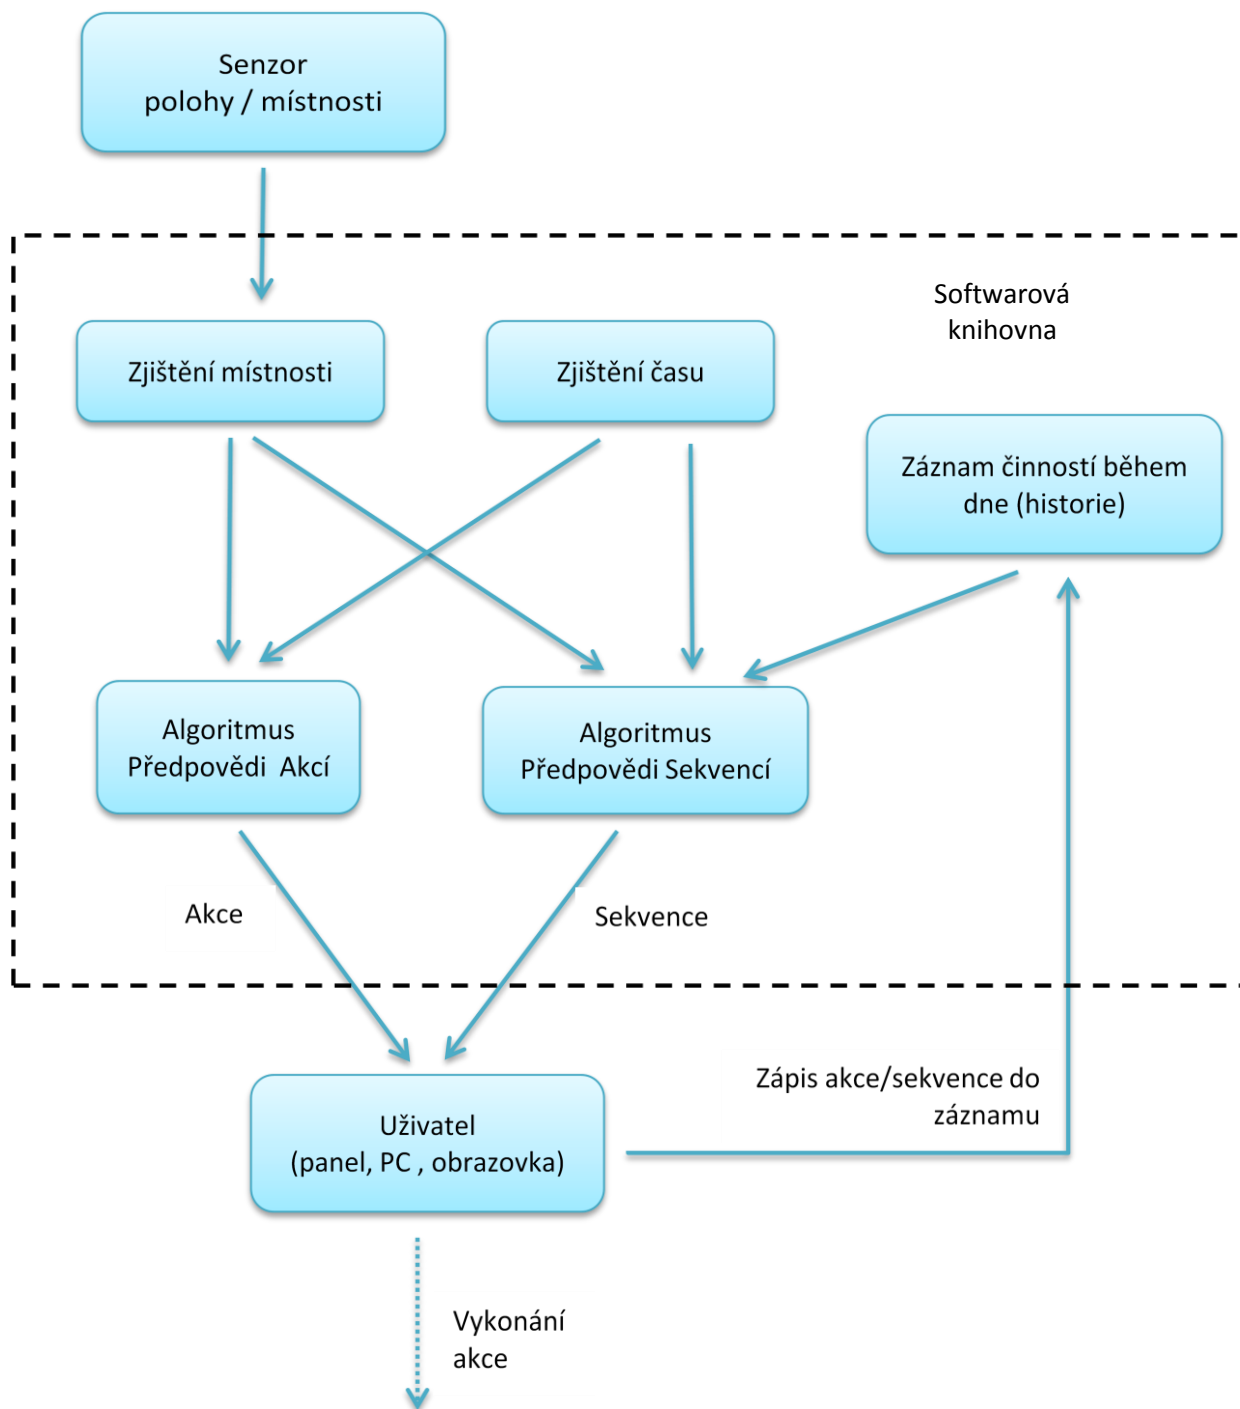 Senzor
polohy / místnosti
Softwarová
knihovna
Zjištění místnosti
Zjištění času
Záznam činností během
dne (historie)
Algoritmus
Předpovědi Akcí
Algoritmus
Předpovědi Sekvencí
Akce
Sekvence
Zápis akce/sekvence do
záznamu
Uživatel
(panel, PC , obrazovka)
Vykonání
akce